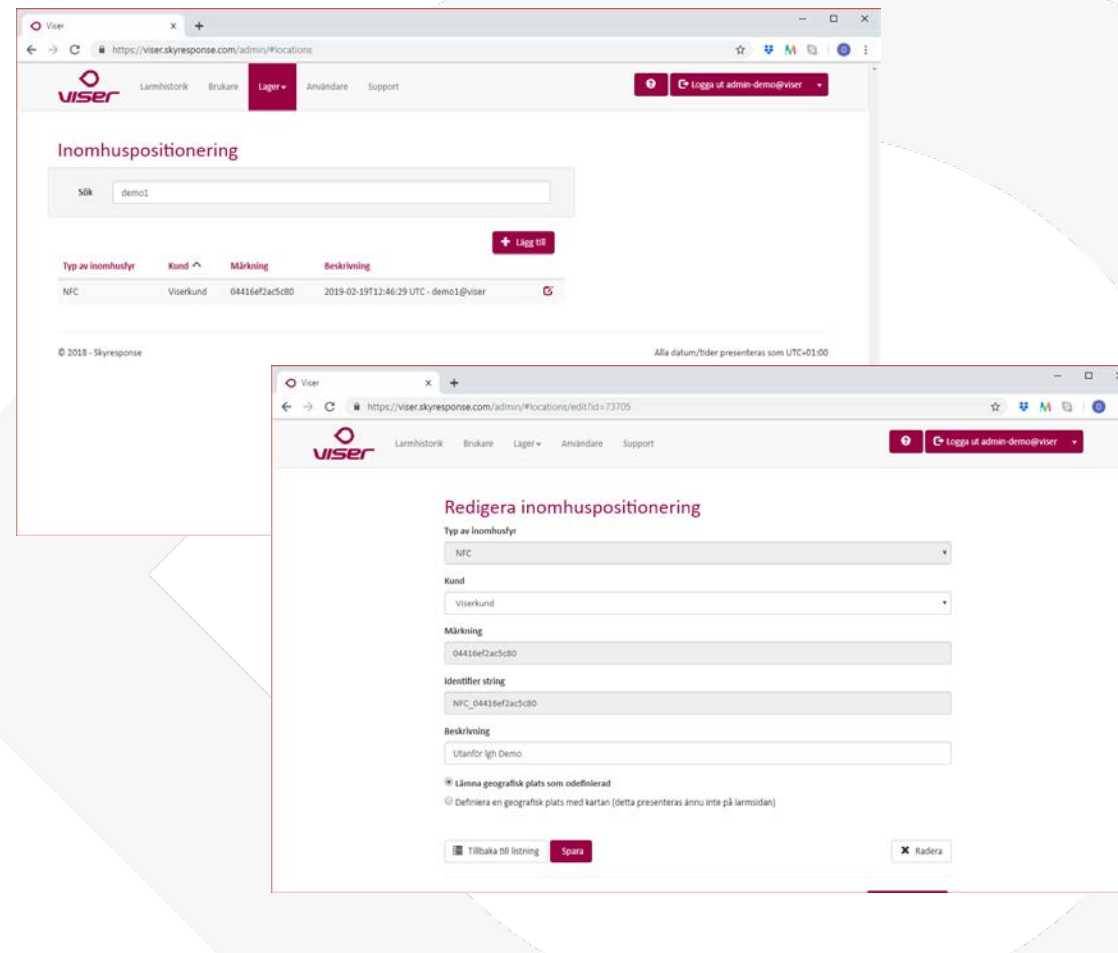 Viser
https://viser.skyresponse.com/admin/#locations
viser Larmhistorik Brukare Lager Användare Support Logga ut admin-demo@viser
Inomhuspositionering
Sök demo1
Lägg till
Typ av inomhusfyr Kund Märkning Beskrivning
NFC Viserkund 04416ef2ac5c80 2019-02-19T12:46:29 UTC - demo1@viser
© 2018 - Skyresponse Alla datum/tider presenteras som UTC+01:00
Viser
https://viser.skyresponse.com/admin/#locations/edit?id=73705
viser Larmhistorik Brukare Lager Användare Support Logga ut admin-demo@viser
Redigera inomhuspositionering
Typ av inomhusfyr
NFC
Kund
Viserkund
Märkning
04416ef2ac5c80
Identifier string
NFC_04416ef2ac5c80
Beskrivning
Utanför lgh Demo
Lämna geografisk plats som odefinierad
Definiera en geografisk plats med kartan (detta presenteras ännu inte på larmsidan)
Tillbaka till listning Spara Radera